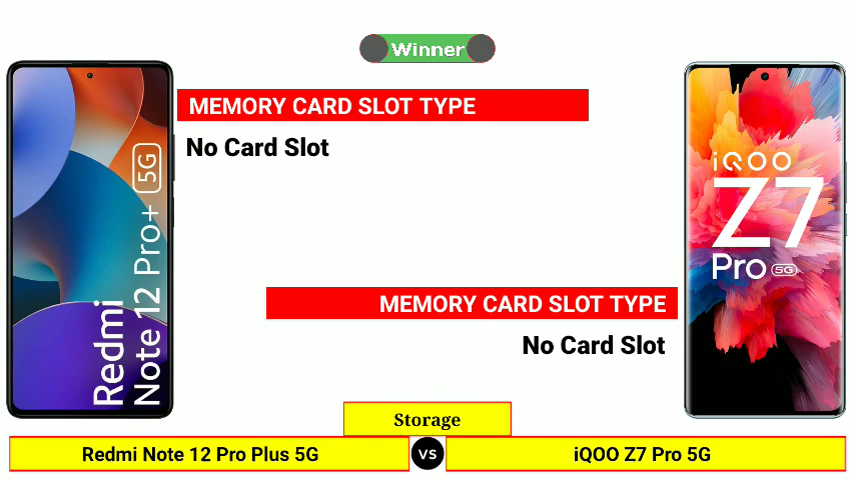 Winner
MEMORY CARD SLOT TYPE
No Card Slot
Redmi
Note 12 Pro+ 5G
iQOO
Z7
Pro 5G
MEMORY CARD SLOT TYPE
No Card Slot
Storage
Redmi Note 12 Pro Plus 5G
VS
iQOO Z7 Pro 5G